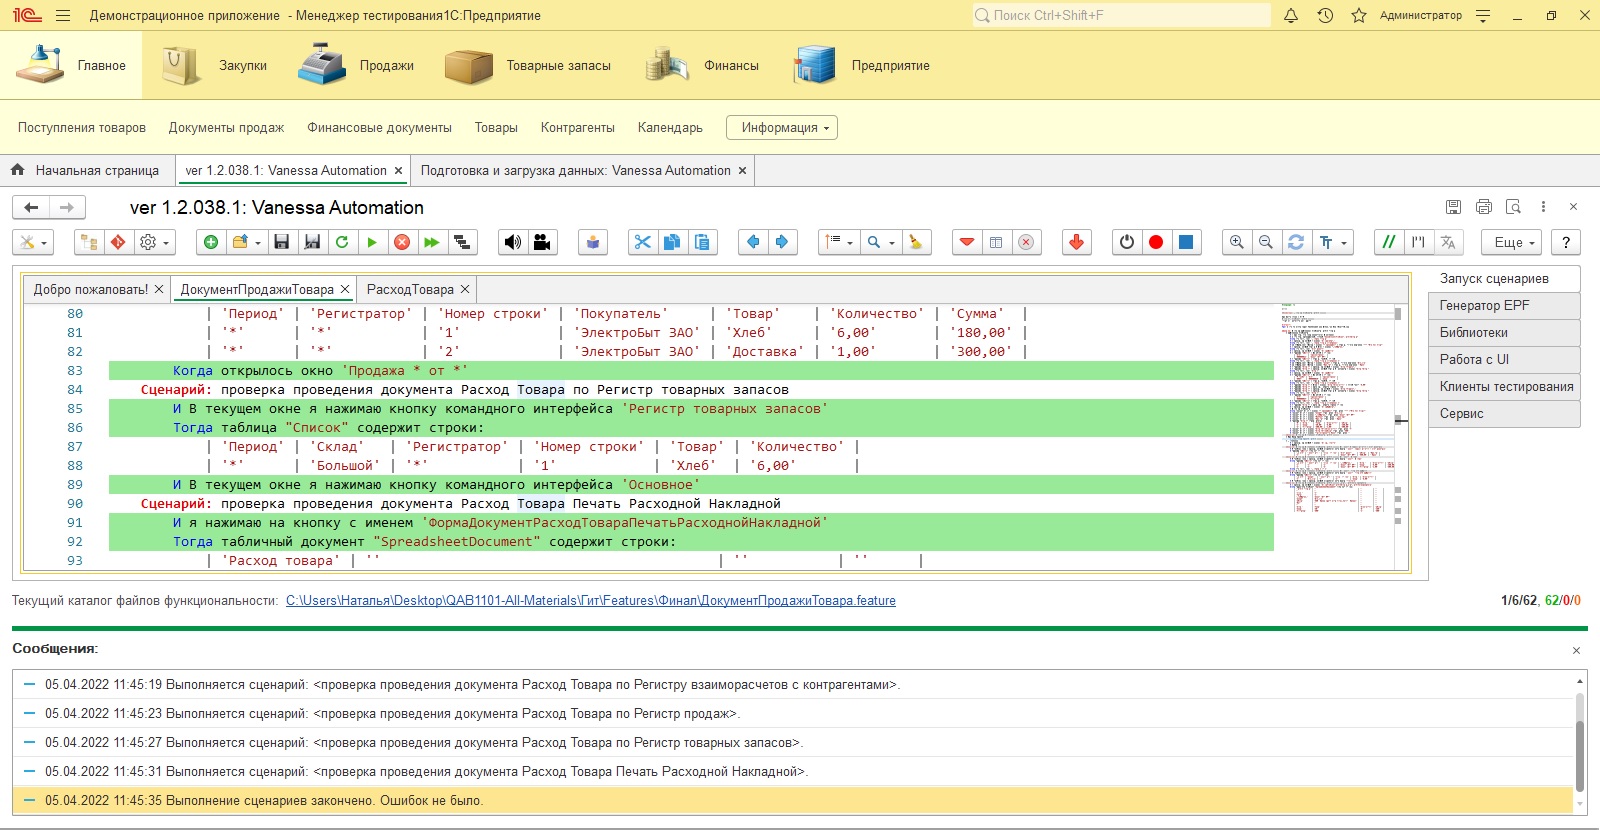 1С Демонстрационное приложение - Менеджер тестирования1С:Предприятие Поиск Ctrl+Shift+F Администратор
Главное Закупки Продажи Товарные запасы Финансы Предприятие
Поступления товаров Документы продаж Финансовые документы Товары Контрагенты Календарь Информация
Начальная страница ver 1.2.038.1: Vanessa Automation × Подготовка и загрузка данных: Vanessa Automation ×
ver 1.2.038.1: Vanessa Automation
Еще ?
Добро пожаловать! × ДокументПродажиТовара × РасходТовара ×
80 | 'Период' | 'Регистратор' | 'Номер строки' | 'Покупатель' | 'Товар' | 'Количество' | 'Сумма' |
81 | '*' | '*' | '1' | 'ЭлектроБыт ЗАО' | 'Хлеб' | '6,00' | '180,00' |
82 | '*' | '*' | '2' | 'ЭлектроБыт ЗАО' | 'Доставка' | '1,00' | '300,00' |
83 Когда открылось окно 'Продажа * от *'
84 Сценарий: проверка проведения документа Расход Товара по Регистр товарных запасов
85 И В текущем окне я нажимаю кнопку командного интерфейса 'Регистр товарных запасов'
86 Тогда таблица "Список" содержит строки:
87 | 'Период' | 'Склад' | 'Регистратор' | 'Номер строки' | 'Товар' | 'Количество' |
88 | '*' | 'Большой' | '*' | '1' | 'Хлеб' | '6,00' |
89 И В текущем окне я нажимаю кнопку командного интерфейса 'Основное'
90 Сценарий: проверка проведения документа Расход Товара Печать Расходной Накладной
91 И я нажимаю на кнопку с именем 'ФормаДокументРасходТовараПечатьРасходнойНакладной'
92 Тогда табличный документ "SpreadsheetDocument" содержит строки:
93 | 'Расход товара' | '' | '' | '' |
Запуск сценариев
Генератор EPF
Библиотеки
Работа с UI
Клиенты тестирования
Сервис
Текущий каталог файлов функциональности: C:\Users\Наталья\Desktop\QAB1101-All-Materials\Гит\Features\Финал\ДокументПродажиТовара.feature 1/6/62, 62/0/0
Сообщения: ×
05.04.2022 11:45:19 Выполняется сценарий: <проверка проведения документа Расход Товара по Регистру взаиморасчетов с контрагентами>.
05.04.2022 11:45:23 Выполняется сценарий: <проверка проведения документа Расход Товара по Регистр продаж>.
05.04.2022 11:45:27 Выполняется сценарий: <проверка проведения документа Расход Товара по Регистр товарных запасов>.
05.04.2022 11:45:31 Выполняется сценарий: <проверка проведения документа Расход Товара Печать Расходной Накладной>.
05.04.2022 11:45:35 Выполнение сценариев закончено. Ошибок не было.